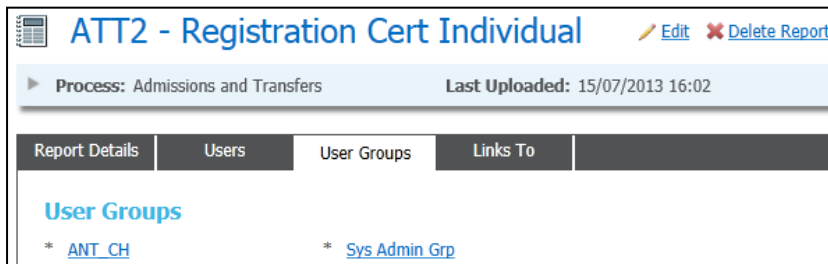 ATT2 - Registration Cert Individual Edit Delete Report
Process: Admissions and Transfers Last Uploaded: 15/07/2013 16:02
Report Details Users User Groups Links To
User Groups
* ANT_CH * Sys Admin Grp